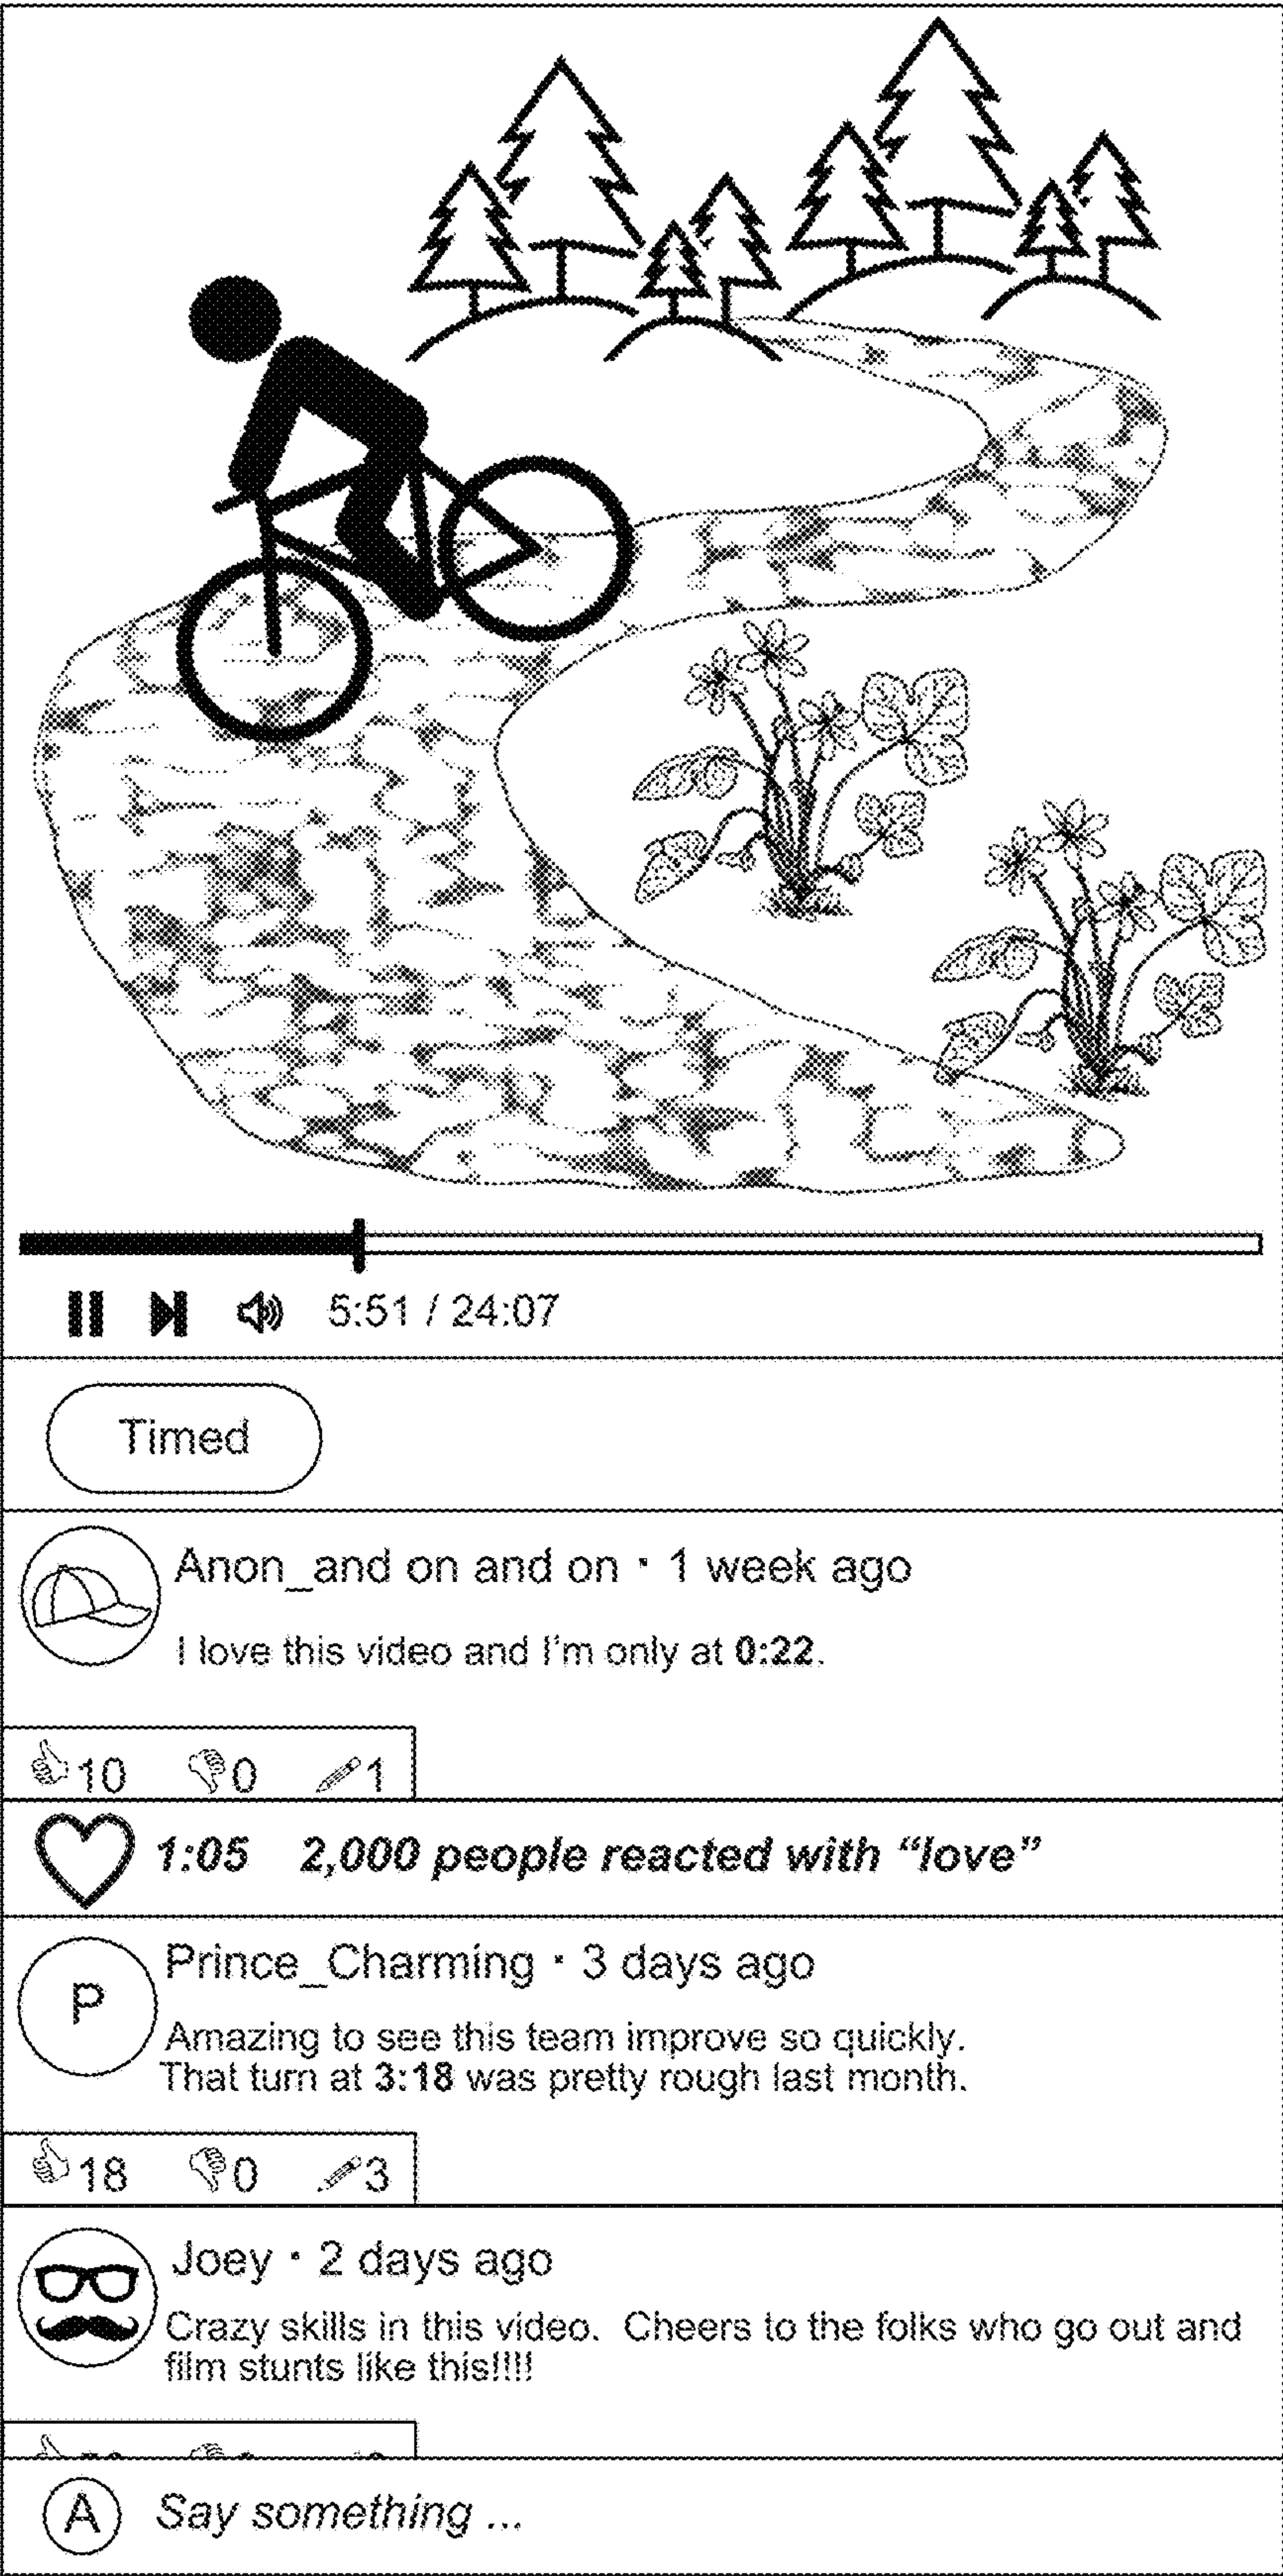 5:51 / 24:07
Timed
Anon_and on and on · 1 week ago
I love this video and I'm only at 0:22.
10 0 1
1:05 2,000 people reacted with “love”
P
Prince_Charming · 3 days ago
Amazing to see this team improve so quickly.
That turn at 3:18 was pretty rough last month.
18 0 3
Joey · 2 days ago
Crazy skills in this video. Cheers to the folks who go out and
film stunts like this!!!!
A Say something ...